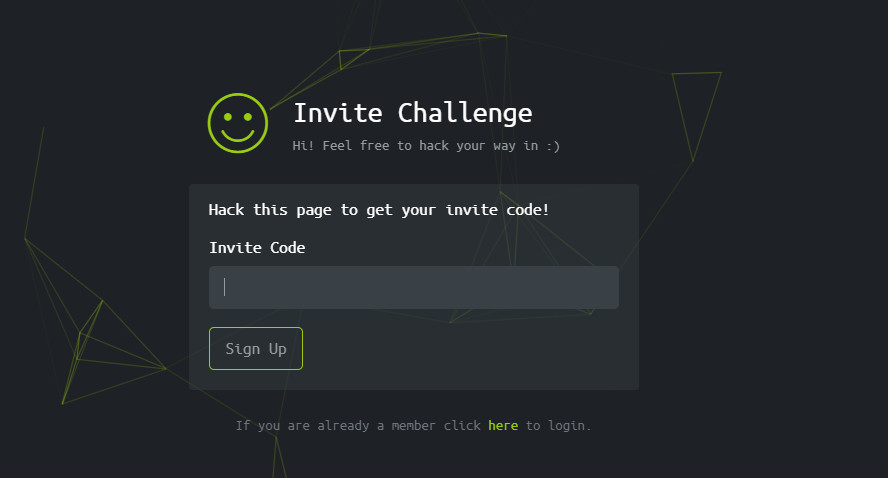 Invite Challenge
Hi! Feel free to hack your way in :)
Hack this page to get your invite code!
Invite Code
Sign Up
If you are already a member click here to login.